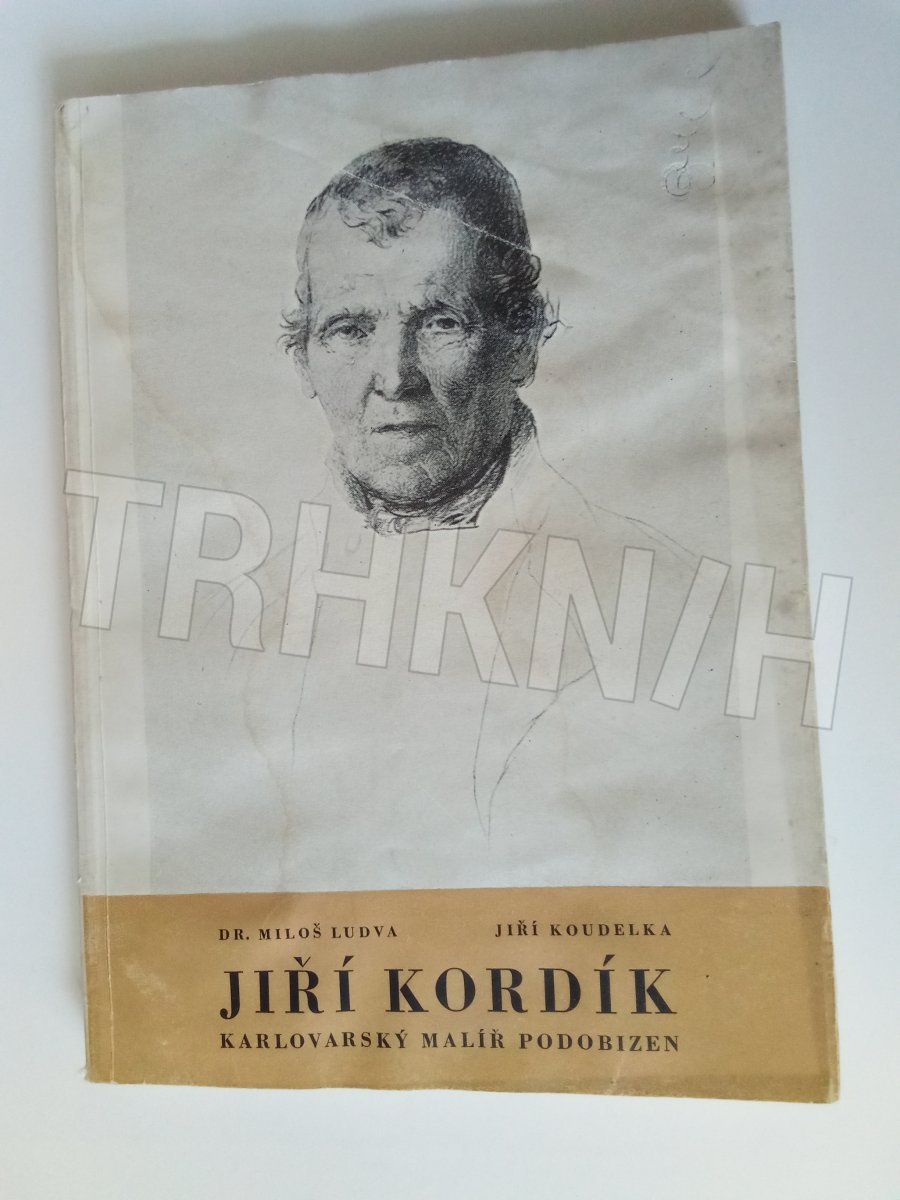 TRHKNIH
DR. MILOŠ LUDVA JIŘÍ KOUDELKA
JIŘÍ KORDÍK
KARLOVARSKÝ MALÍŘ PODOBIZEN